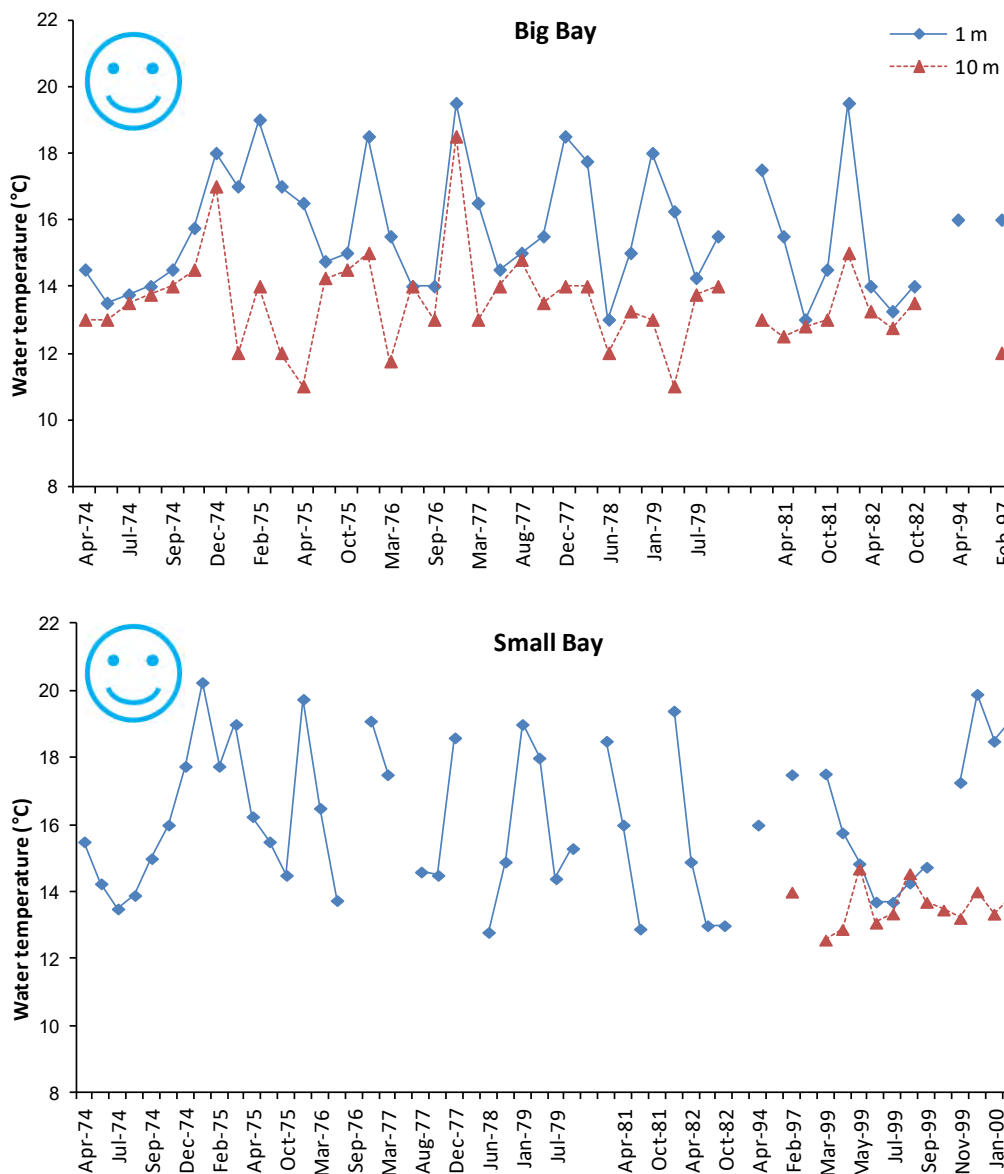 Big Bay
1 m
10 m
Water temperature (°C)
22
20
18
16
14
12
10
8
Apr-74
Jul-74
Sep-74
Dec-74
Feb-75
Apr-75
Oct-75
Mar-76
Sep-76
Mar-77
Aug-77
Dec-77
Jun-78
Jan-79
Jul-79
Apr-81
Oct-81
Apr-82
Oct-82
Apr-94
Feb-97
Small Bay
Water temperature (°C)
22
20
18
16
14
12
10
8
Apr-74
Jul-74
Sep-74
Dec-74
Feb-75
Apr-75
Oct-75
Mar-76
Sep-76
Mar-77
Aug-77
Dec-77
Jun-78
Jan-79
Jul-79
Apr-81
Oct-81
Apr-82
Oct-82
Apr-94
Feb-97
Mar-99
May-99
Jul-99
Sep-99
Nov-99
Jan-00